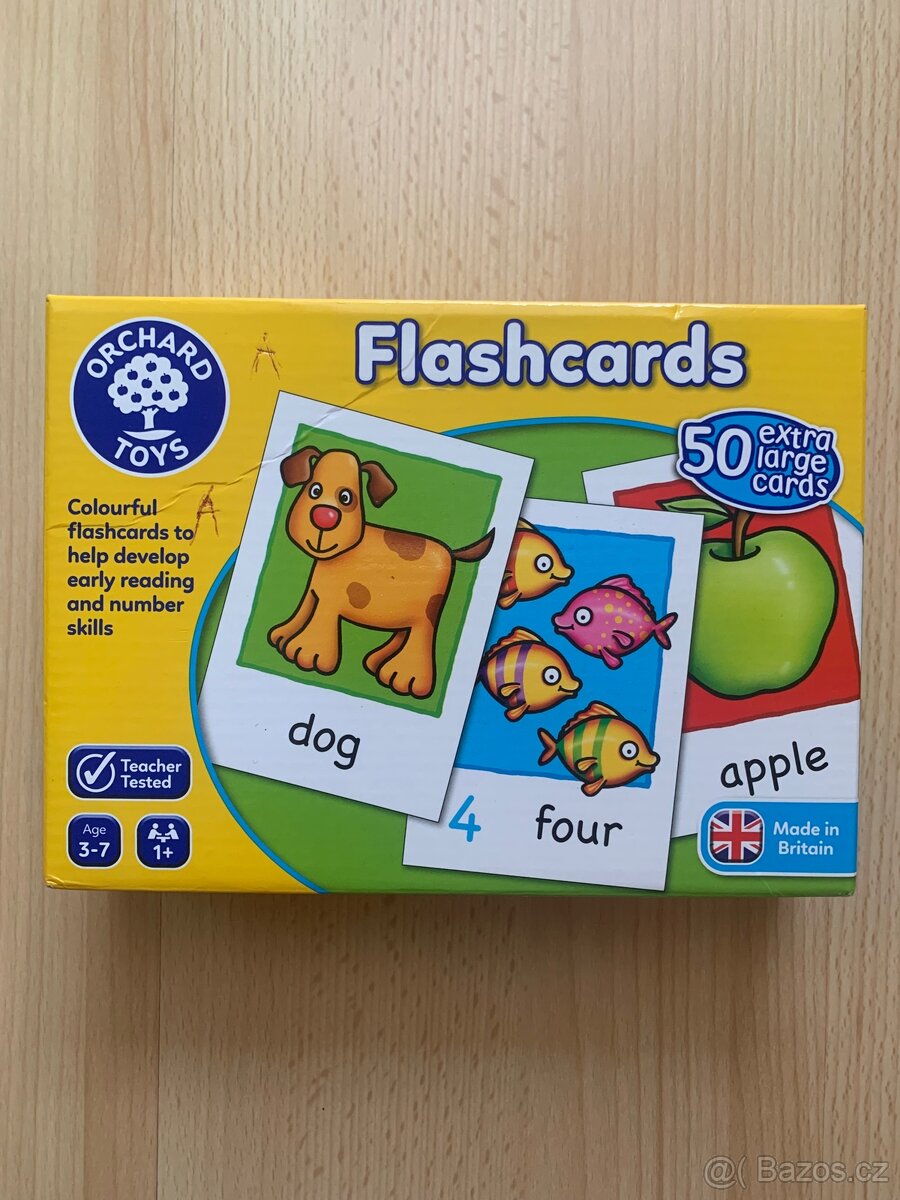 ORCHARD
TOYS
A
Flashcards
50 extra
large
cards
A
Colourful
flashcards to
help develop
early reading
and number
skills
dog
4 four
apple
Teacher
Tested
Age
3-7
1+
Made in
Britain
@( Bazos.cz